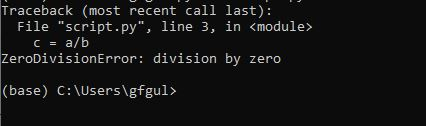 Traceback (most recent call last):
  File "script.py", line 3, in <module>
    c = a/b
ZeroDivisionError: division by zero
(base) C:\Users\gfgul>